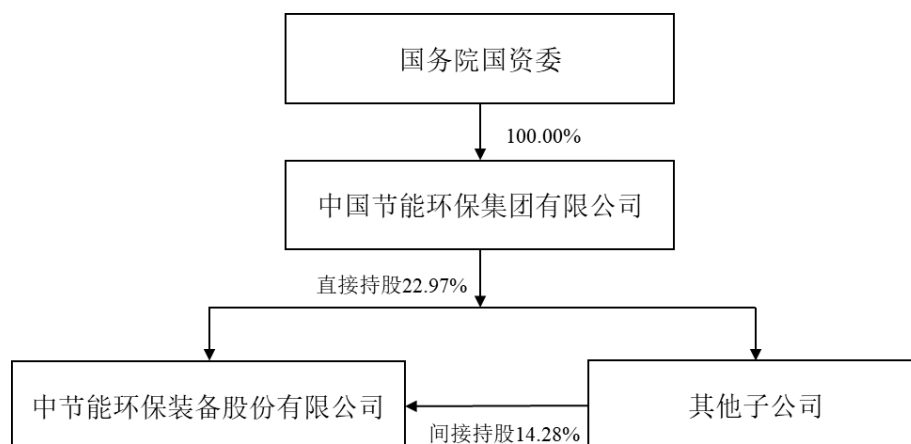 国务院国资委
100.00%
中国节能环保集团有限公司
直接持股22.97%
中节能环保装备股份有限公司
其他子公司
间接持股14.28%